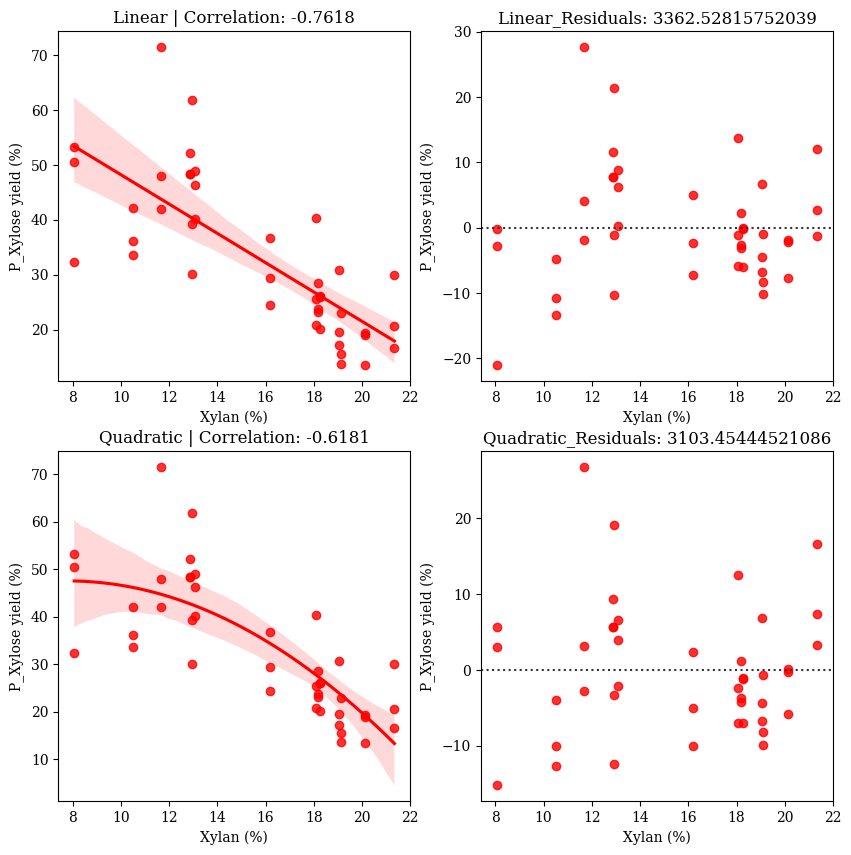 Linear | Correlation: -0.7618
P_Xylose yield (%)
70
60
50
40
30
20
8 10 12 14 16 18 20 22
Xylan (%)
Linear_Residuals: 3362.52815752039
P_Xylose yield (%)
30
20
10
0
−10
−20
8 10 12 14 16 18 20 22
Xylan (%)
Quadratic | Correlation: -0.6181
P_Xylose yield (%)
70
60
50
40
30
20
10
8 10 12 14 16 18 20 22
Xylan (%)
Quadratic_Residuals: 3103.45444521086
P_Xylose yield (%)
20
10
0
−10
8 10 12 14 16 18 20 22
Xylan (%)